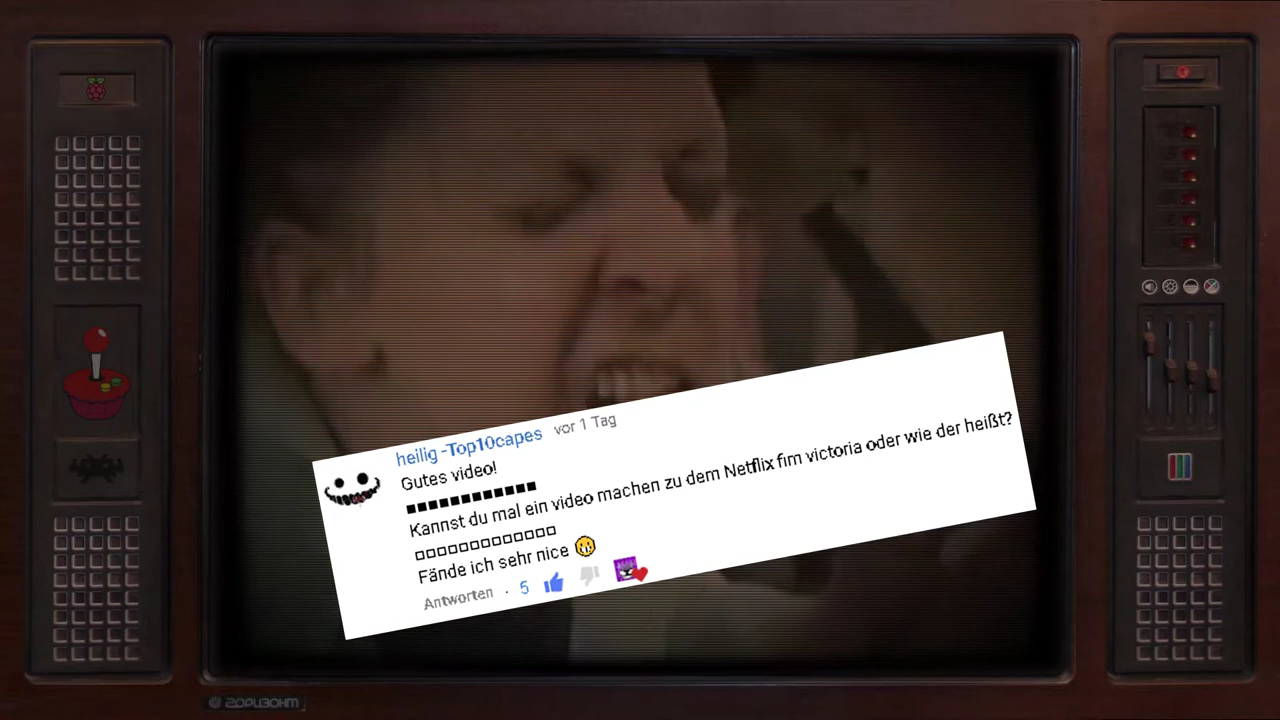 heilig -Top10capes vor 1 Tag
Gutes video!
■■■■■■■■■■■■
Kannst du mal ein video machen zu dem Netflix fim victoria oder wie der heißt?
□□□□□□□□□□□□□
Fände ich sehr nice 😁
Antworten · 5